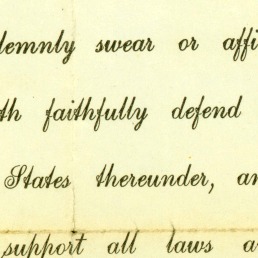 lemnly swear or affi
th faithfully defend
States thereunder, an
support all laws a